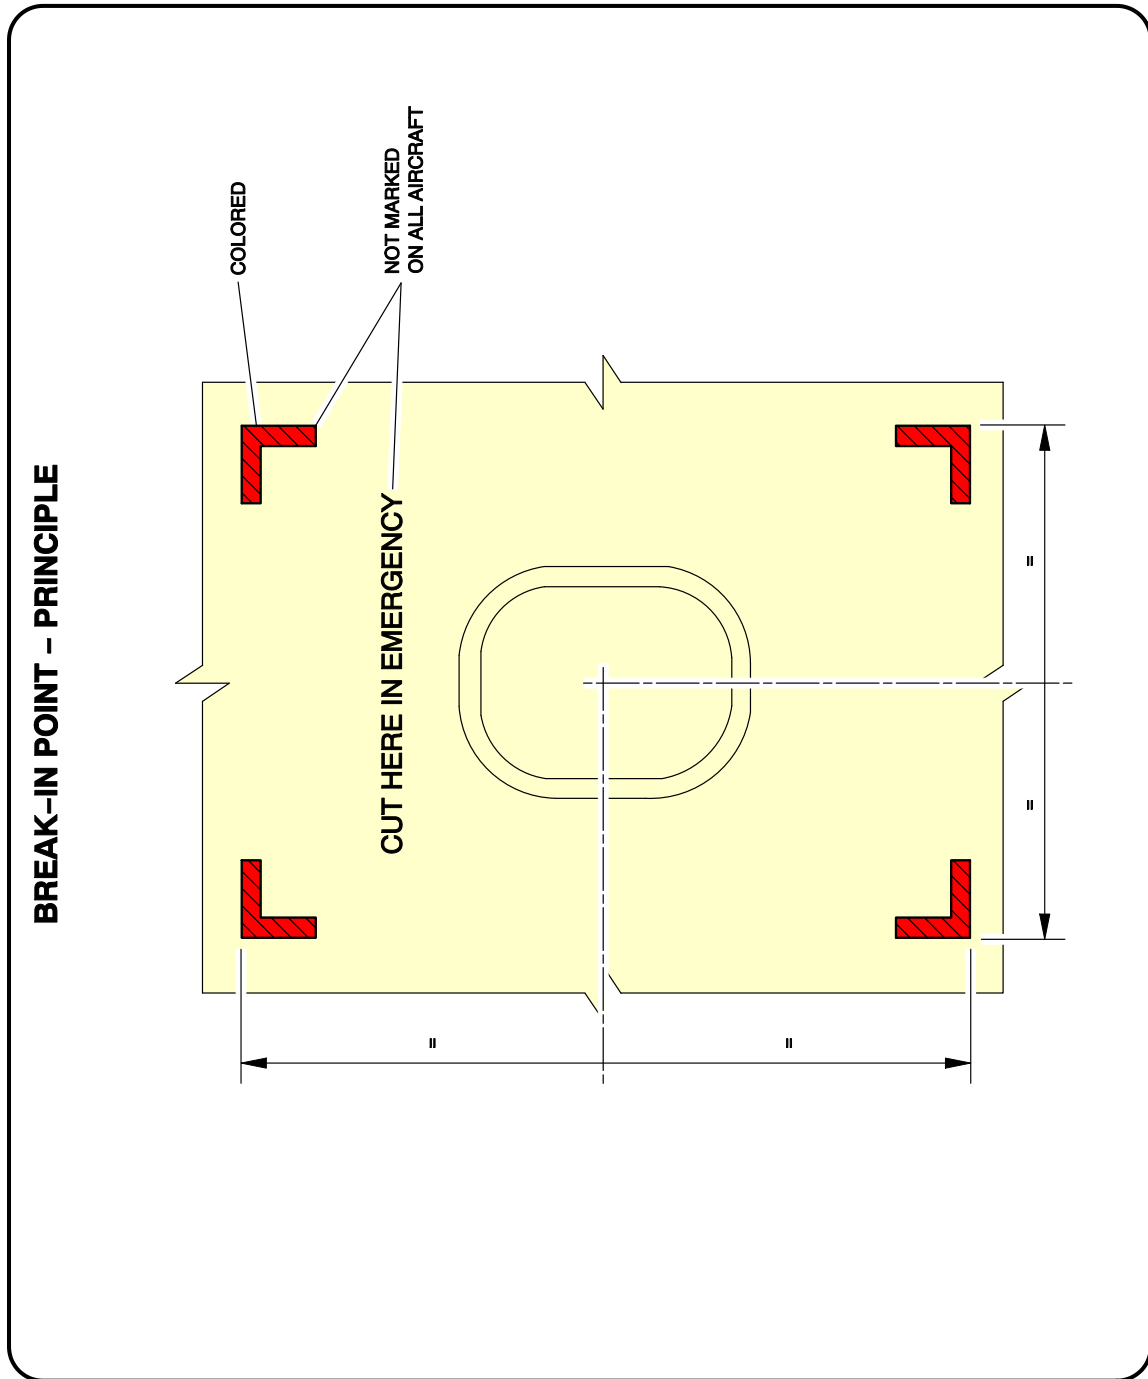 BREAK–IN POINT – PRINCIPLE
COLORED
NOT MARKED
ON ALL AIRCRAFT
CUT HERE IN EMERGENCY
=
=
=
=